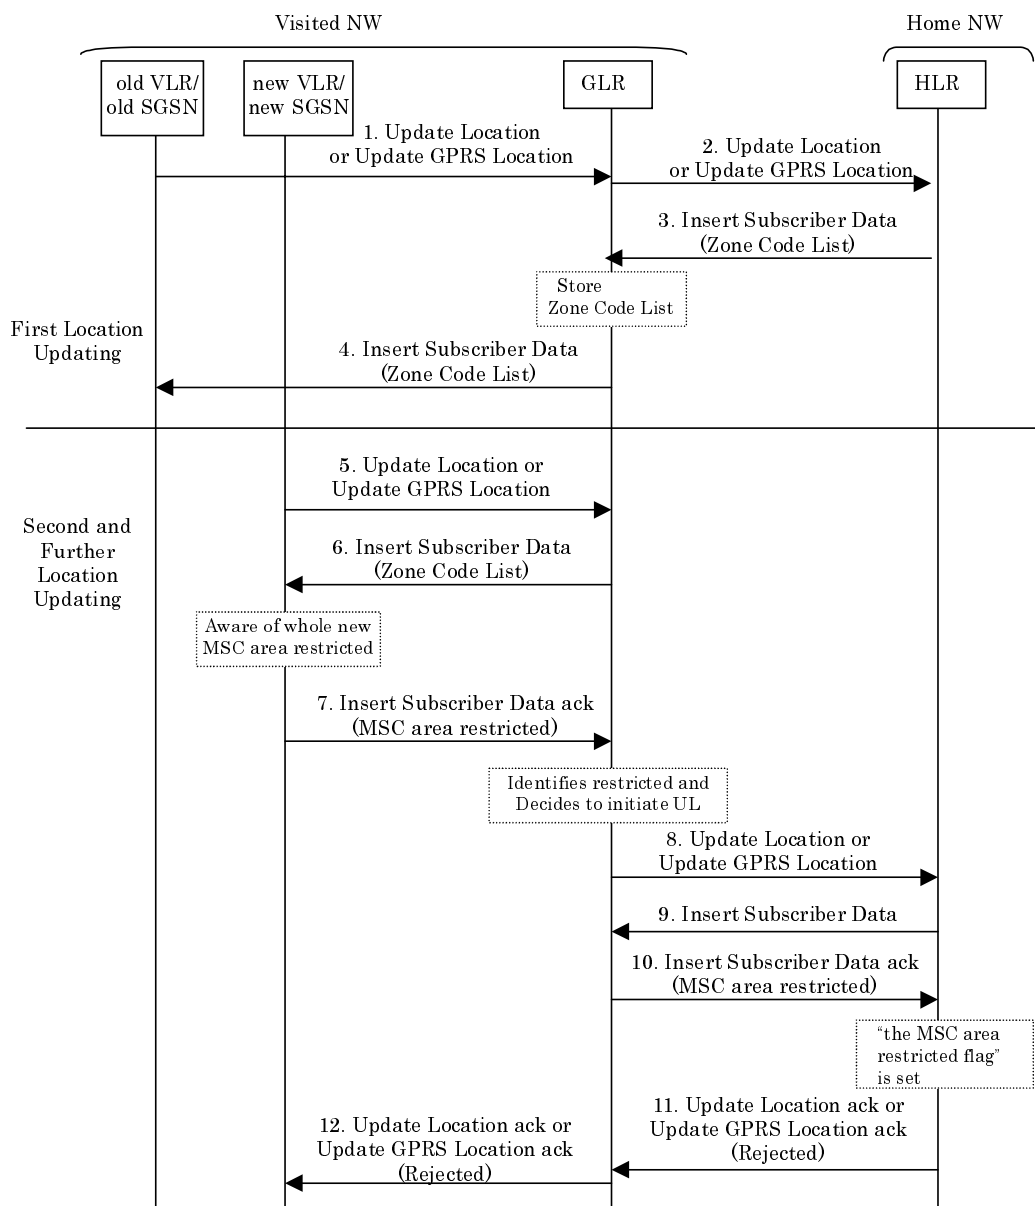 Visited NW
Home NW
old VLR/
old SGSN
new VLR/
new SGSN
GLR
HLR
1. Update Location
or Update GPRS Location
2. Update Location
or Update GPRS Location
3. Insert Subscriber Data
(Zone Code List)
Store
Zone Code List
First Location
Updating
4. Insert Subscriber Data
(Zone Code List)
5. Update Location or
Update GPRS Location
Second and
Further
Location
Updating
6. Insert Subscriber Data
(Zone Code List)
Aware of whole new
MSC area restricted
7. Insert Subscriber Data ack
(MSC area restricted)
Identifies restricted and
Decides to initiate UL
8. Update Location or
Update GPRS Location
9. Insert Subscriber Data
10. Insert Subscriber Data ack
(MSC area restricted)
“the MSC area
restricted flag”
is set
11. Update Location ack or
Update GPRS Location ack
(Rejected)
12. Update Location ack or
Update GPRS Location ack
(Rejected)